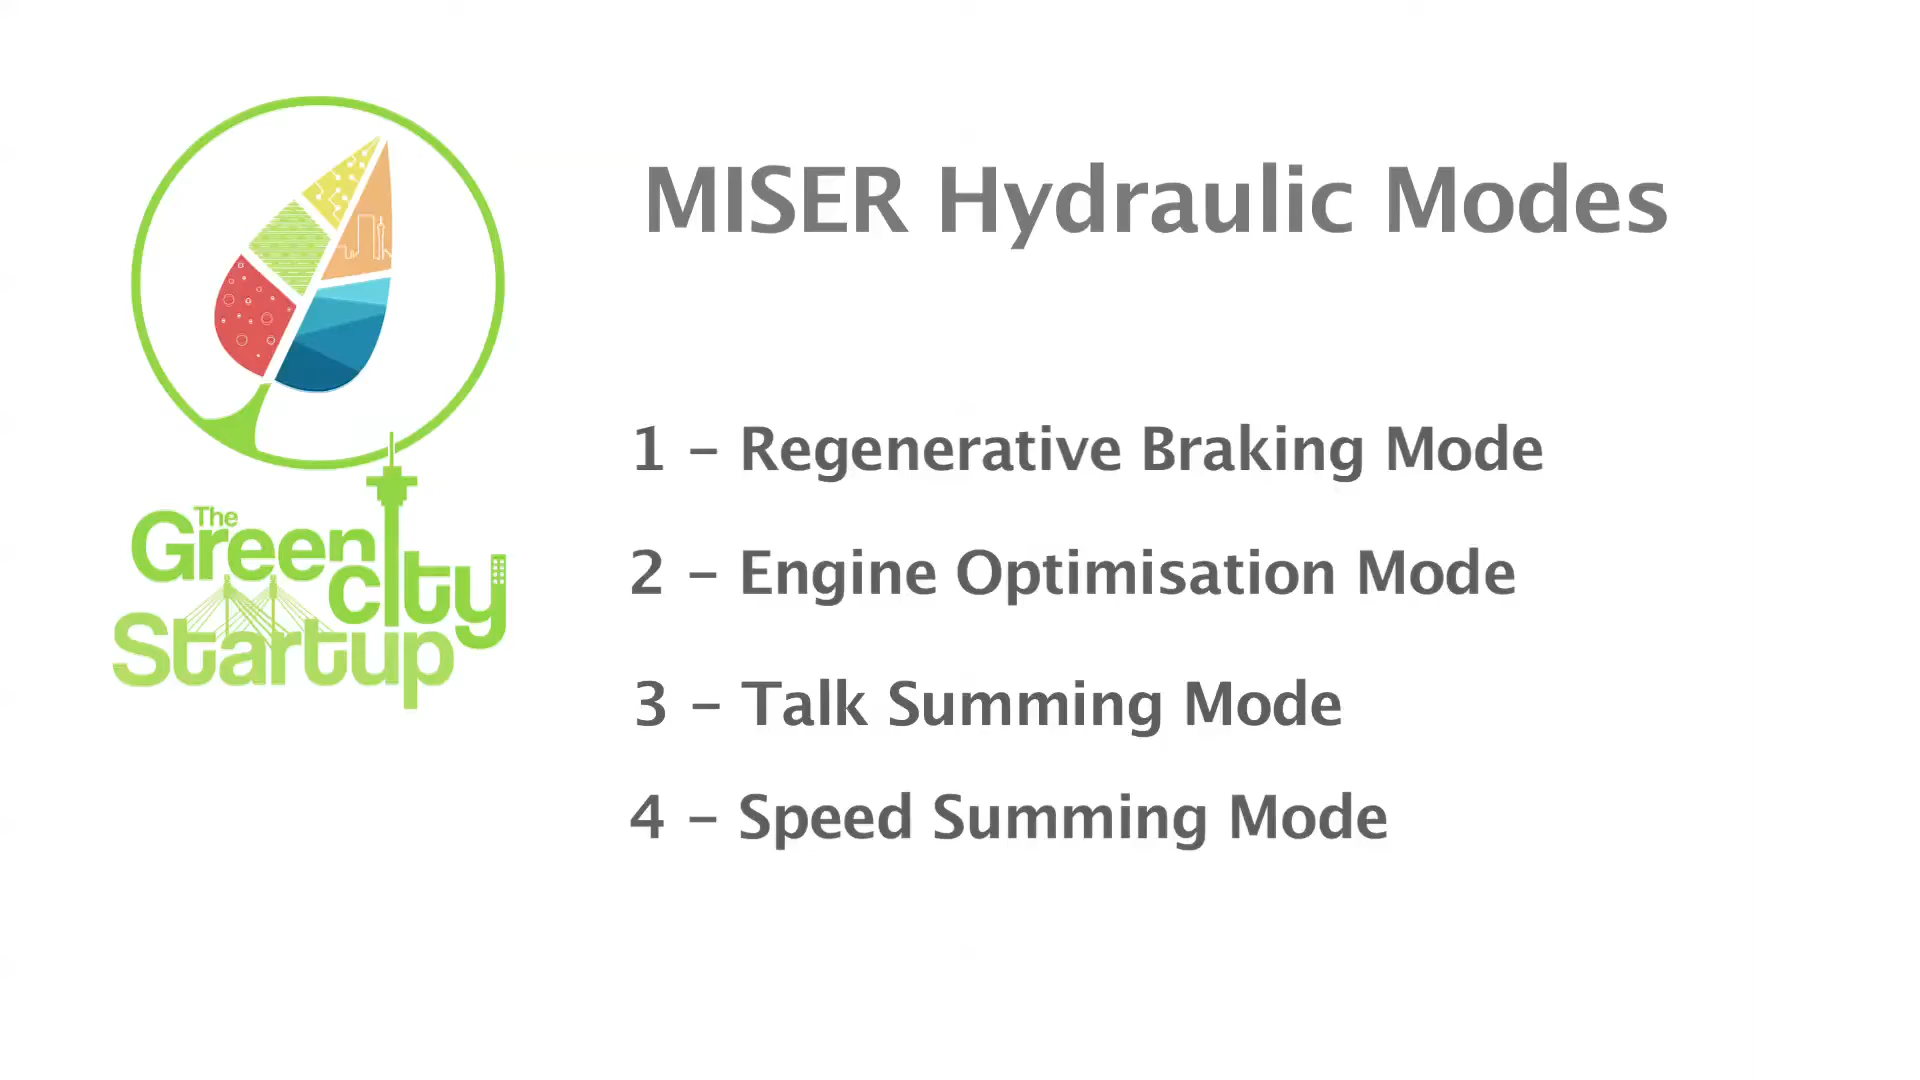 MISER Hydraulic Modes
1 – Regenerative Braking Mode
2 – Engine Optimisation Mode
3 – Talk Summing Mode
4 – Speed Summing Mode
The
Green
city
Startup